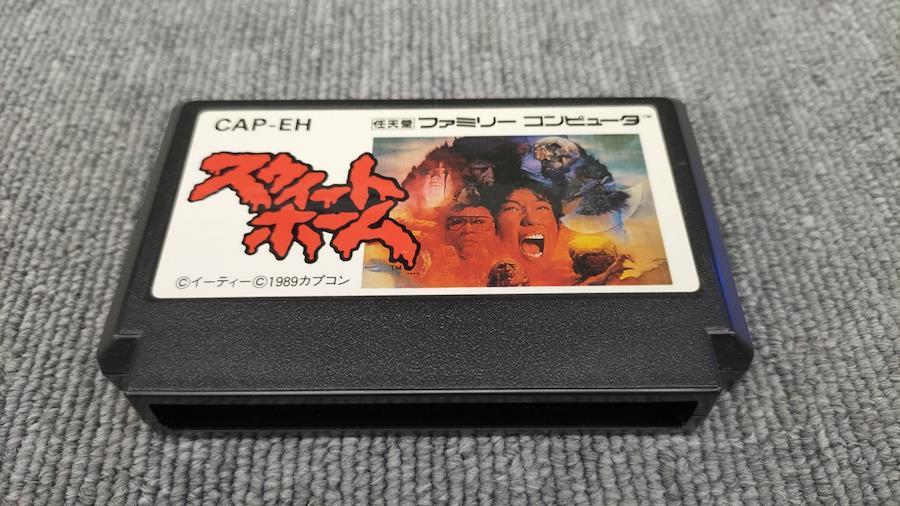 CAP-EH
任天堂 ファミリー コンピュータ™
スウィート
ホーム
TM
©イーティー©1989カプコン